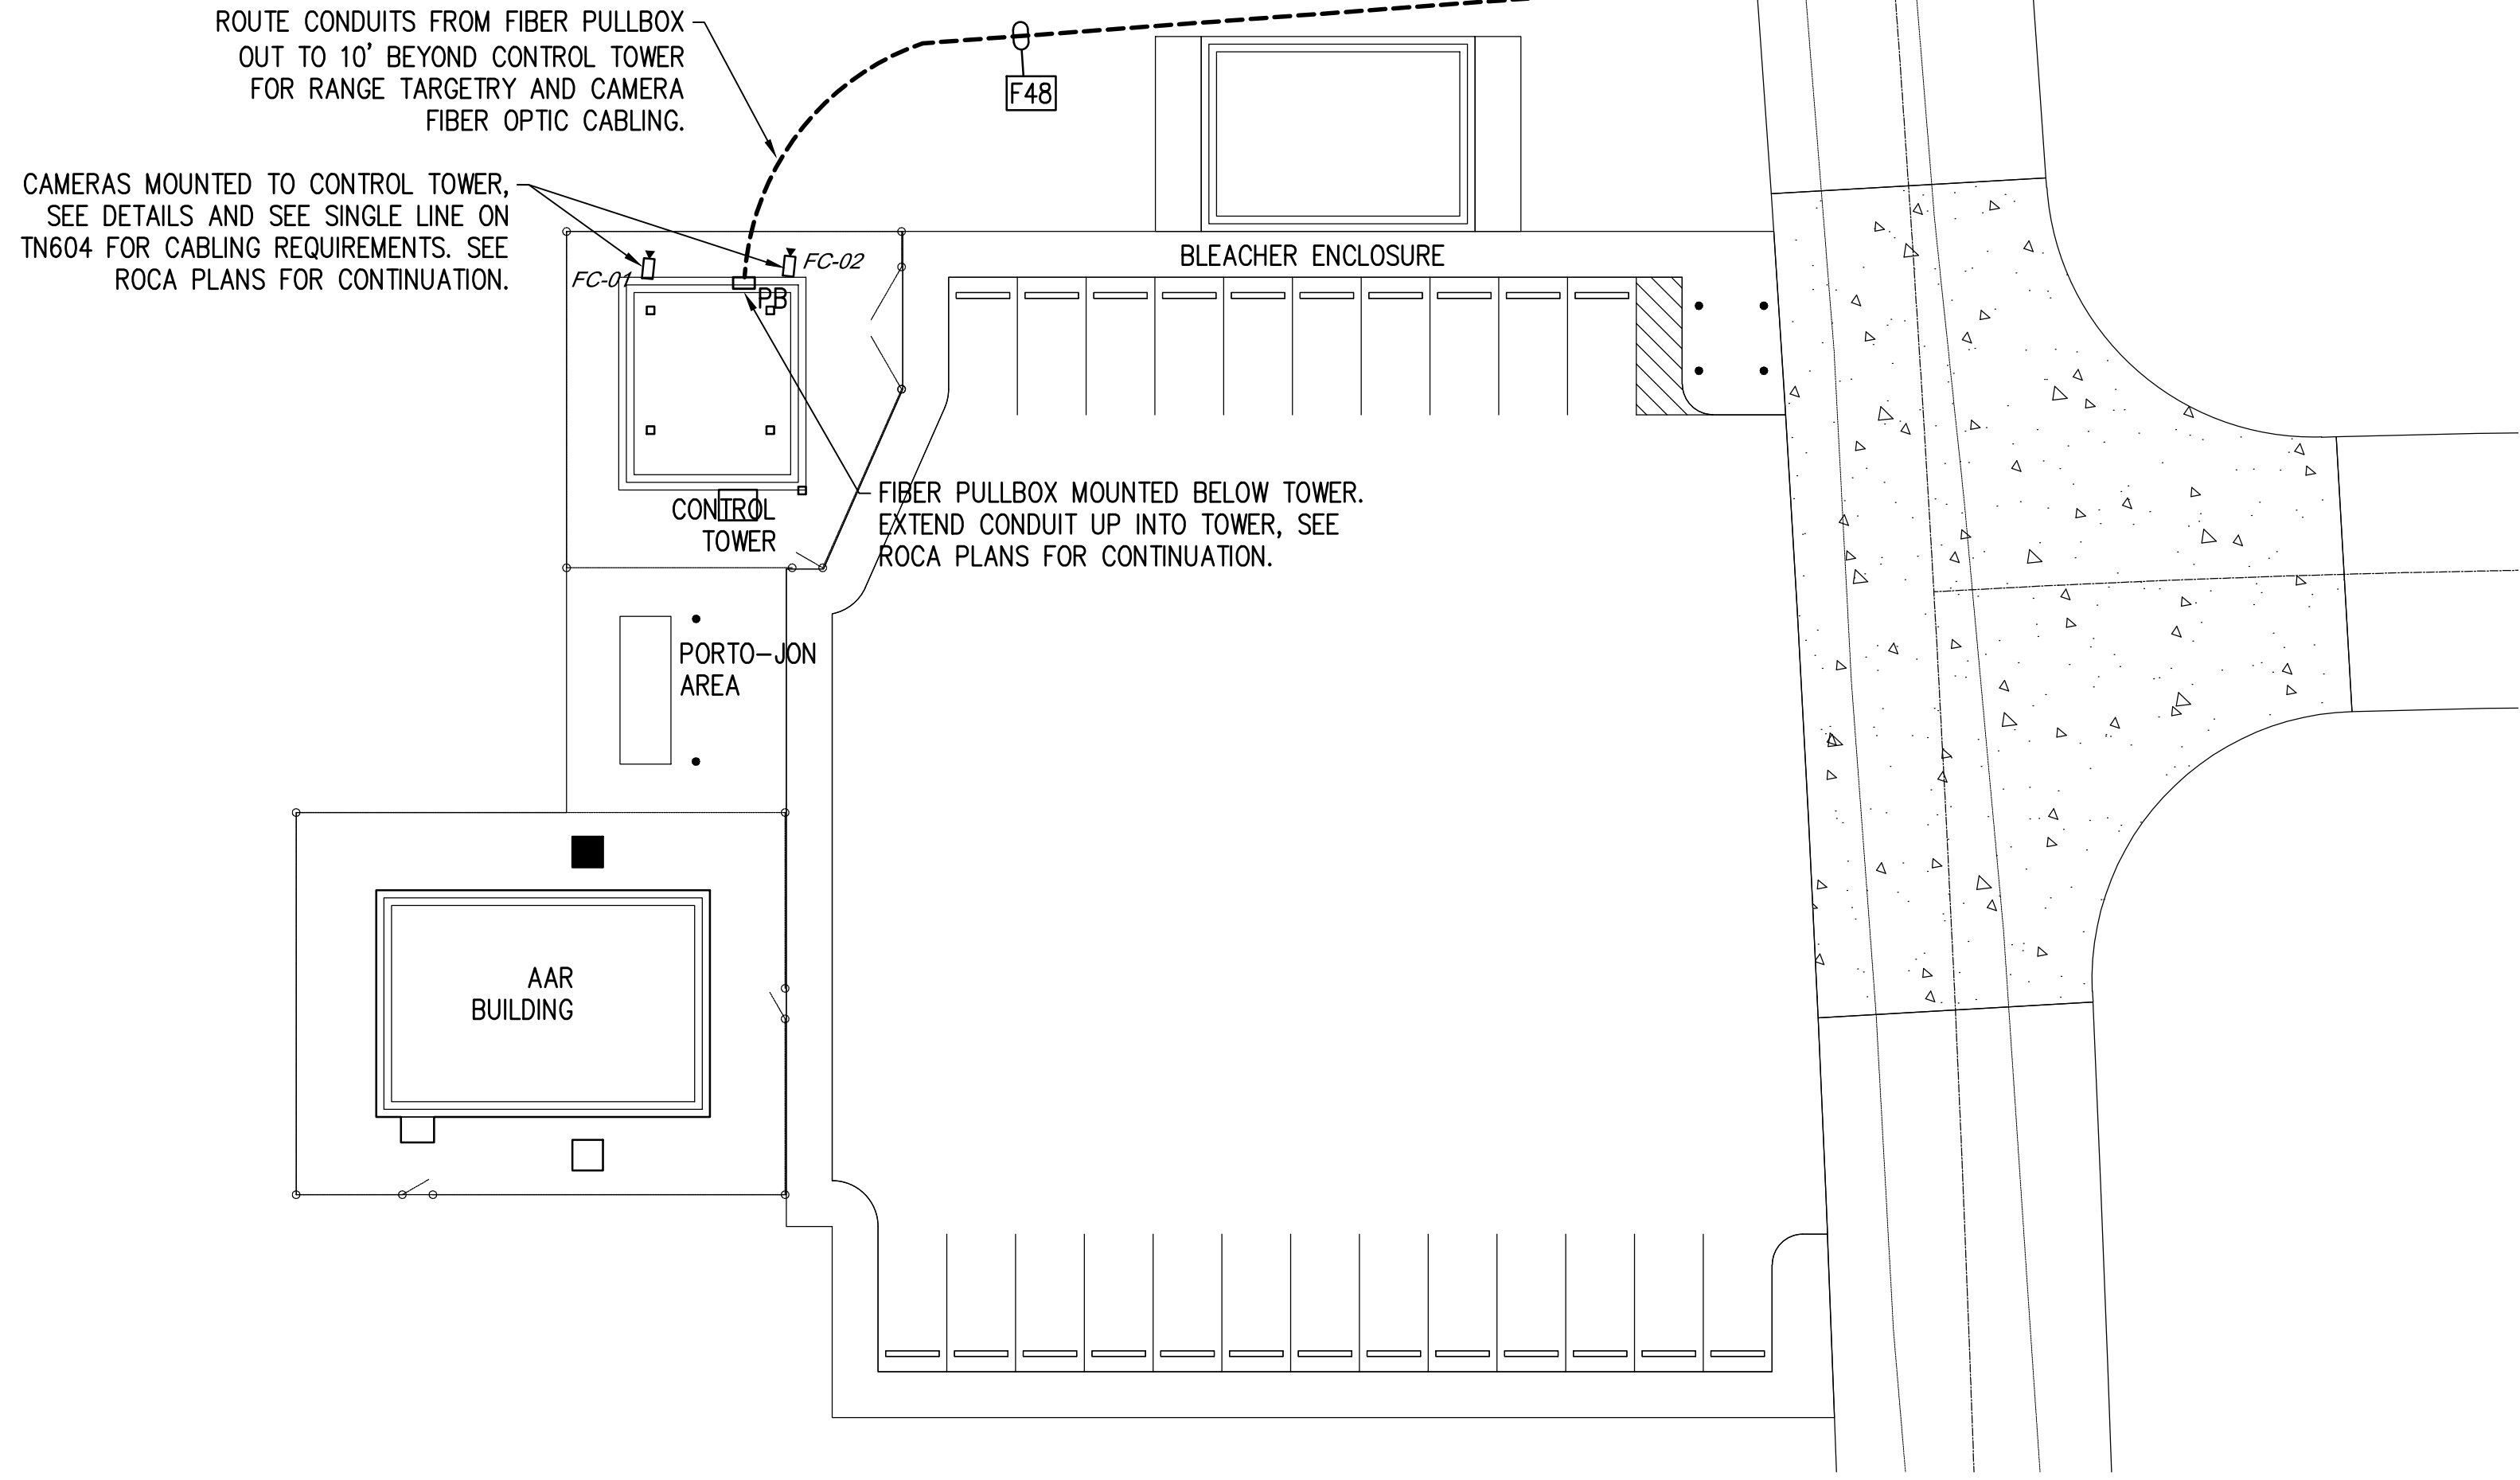 ROUTE CONDUITS FROM FIBER PULLBOX
OUT TO 10' BEYOND CONTROL TOWER
FOR RANGE TARGETRY AND CAMERA
FIBER OPTIC CABLING.
F48
CAMERAS MOUNTED TO CONTROL TOWER,
SEE DETAILS AND SEE SINGLE LINE ON
TN604 FOR CABLING REQUIREMENTS. SEE
ROCA PLANS FOR CONTINUATION.
FC-01
FC-02
PB
BLEACHER ENCLOSURE
CONTROL
TOWER
FIBER PULLBOX MOUNTED BELOW TOWER.
EXTEND CONDUIT UP INTO TOWER, SEE
ROCA PLANS FOR CONTINUATION.
PORTO-JON
AREA
AAR
BUILDING